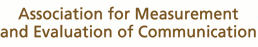 Association for Measurement
and Evaluation of Communication